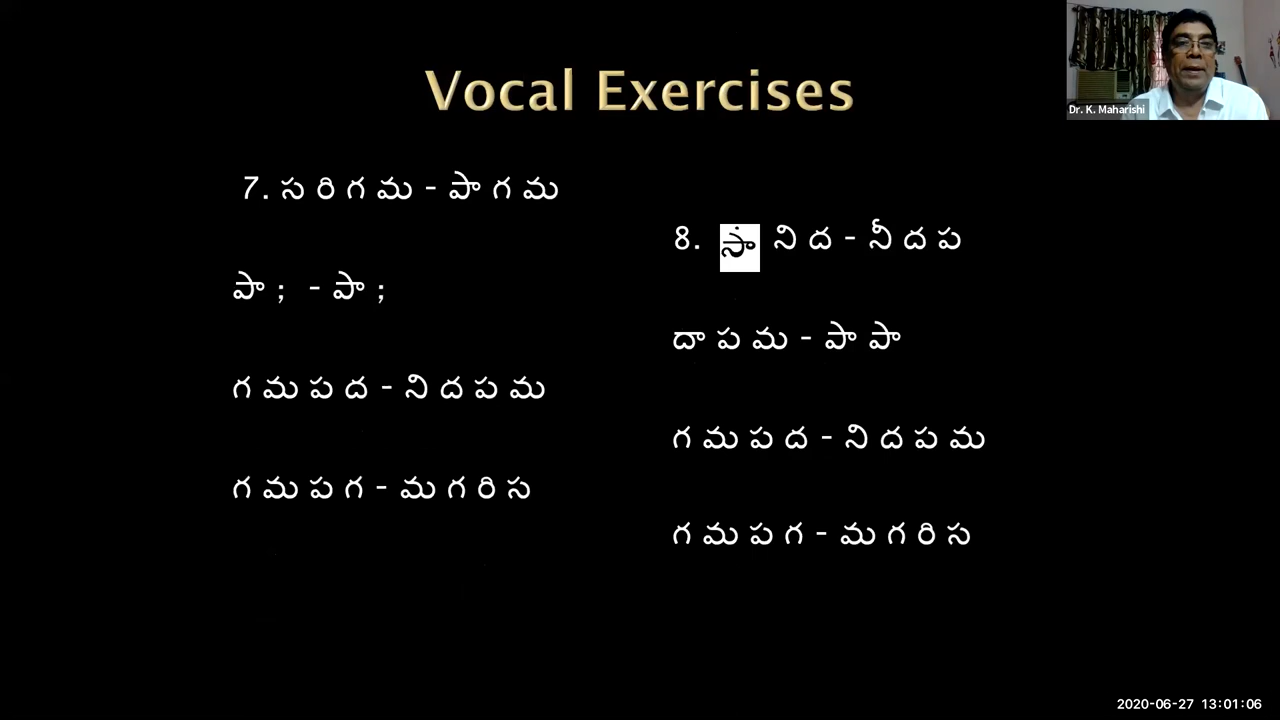 Vocal Exercises
Dr. K. Maharishi
7. స రి గ మ - పా గ మ
పా ; - పా ;
గ మ ప ద - ని ద ప మ
గ మ ప గ - మ గ రి స
8. సాํ ని ద - నీ ద ప
దా ప మ - పా పా
గ మ ప ద - ని ద ప మ
గ మ ప గ - మ గ రి స
2020-06-27 13:01:06